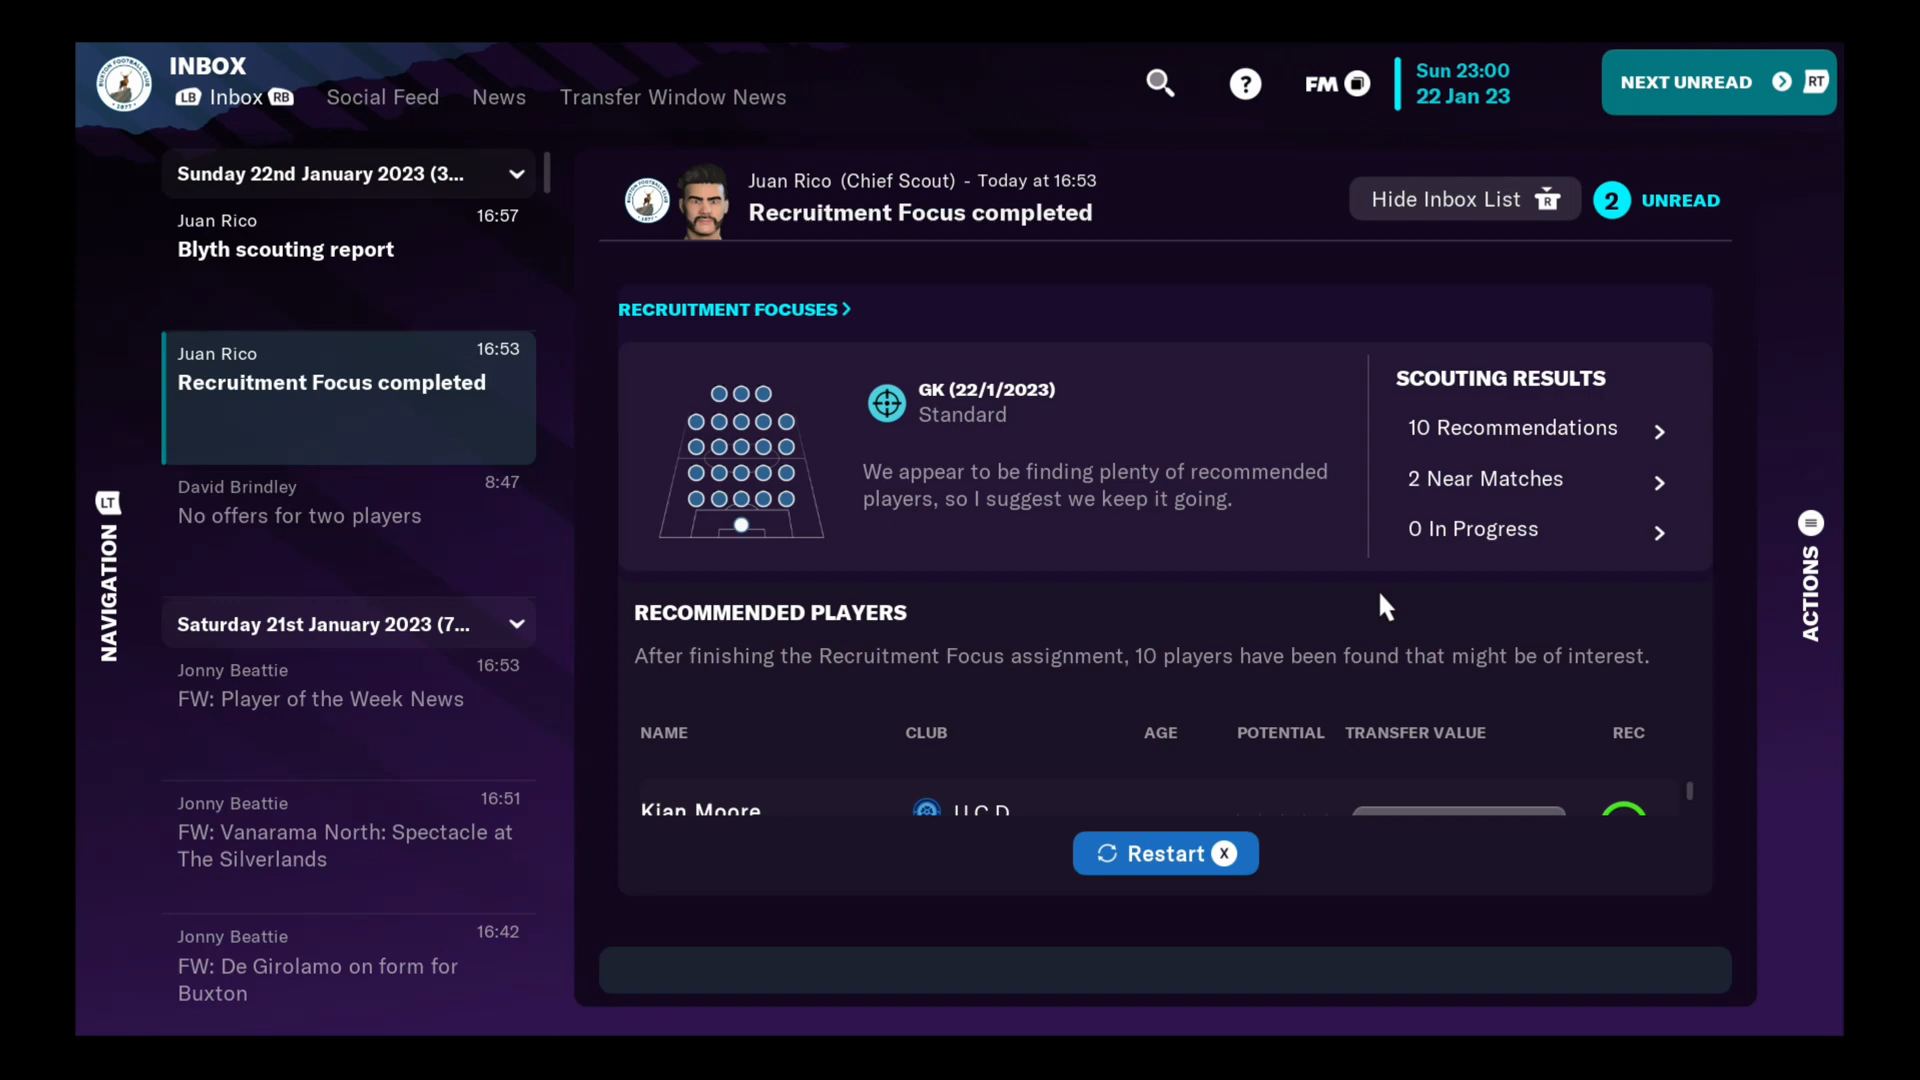 INBOX
LB Inbox RB Social Feed News Transfer Window News
? FM
Sun 23:00
22 Jan 23
NEXT UNREAD RT
Sunday 22nd January 2023 (3...
Juan Rico 16:57
Blyth scouting report
Juan Rico 16:53
Recruitment Focus completed
David Brindley 8:47
No offers for two players
Saturday 21st January 2023 (7...
Jonny Beattie 16:53
FW: Player of the Week News
Jonny Beattie 16:51
FW: Vanarama North: Spectacle at
The Silverlands
Jonny Beattie 16:42
FW: De Girolamo on form for
Buxton
LT NAVIGATION
Juan Rico (Chief Scout) - Today at 16:53
Recruitment Focus completed
Hide Inbox List R
2 UNREAD
RECRUITMENT FOCUSES
GK (22/1/2023)
Standard
We appear to be finding plenty of recommended
players, so I suggest we keep it going.
SCOUTING RESULTS
10 Recommendations
2 Near Matches
0 In Progress
RECOMMENDED PLAYERS
After finishing the Recruitment Focus assignment, 10 players have been found that might be of interest.
NAME CLUB AGE POTENTIAL TRANSFER VALUE REC
Kian Moore U.C.D.
Restart X
ACTIONS